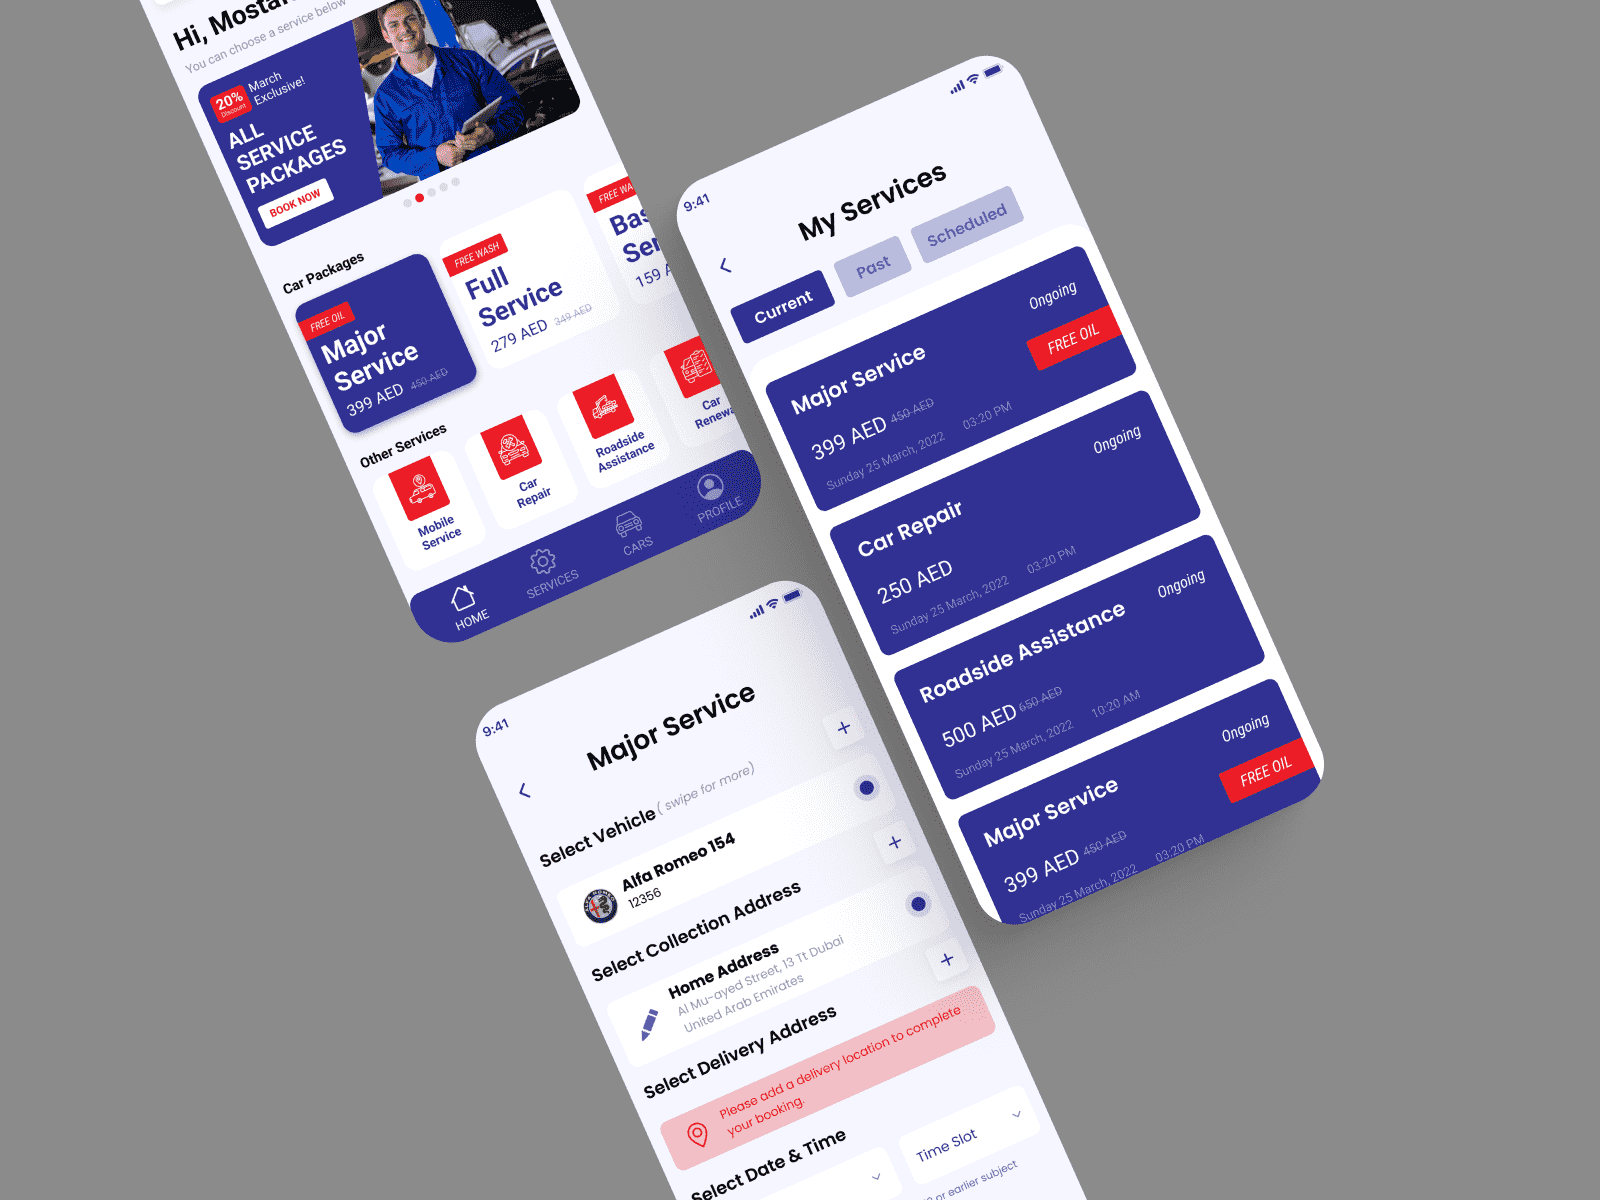 Hi, Mostaf
You can choose a service below
20%
Discount
March
Exclusive!
ALL
SERVICE
PACKAGES
BOOK NOW
Car Packages
FREE OIL
Major
Service
399 AED 450 AED
FREE WASH
Full
Service
279 AED 349 AED
FREE WA
Bas
Ser
159 A
Other Services
Mobile
Service
Car
Repair
Roadside
Assistance
Car
Renewa
HOME
SERVICES
CARS
PROFILE
9:41
My Services
Current
Past
Scheduled
Major Service
Ongoing
FREE OIL
399 AED 450 AED
Sunday 25 March, 2022 03:20 PM
Car Repair
Ongoing
250 AED
Sunday 25 March, 2022 03:20 PM
Roadside Assistance
Ongoing
500 AED 650 AED
Sunday 25 March, 2022 10:20 AM
Major Service
Ongoing
FREE OIL
399 AED 450 AED
Sunday 25 March, 2022 03:20 PM
9:41
Major Service
Select Vehicle ( swipe for more)
Alfa Romeo 154
12356
Select Collection Address
Home Address
Al Mu-ayed Street, 13 Tt Dubai
United Arab Emirates
Select Delivery Address
Please add a delivery location to complete
your booking.
Select Date & Time
Time Slot
or earlier subject